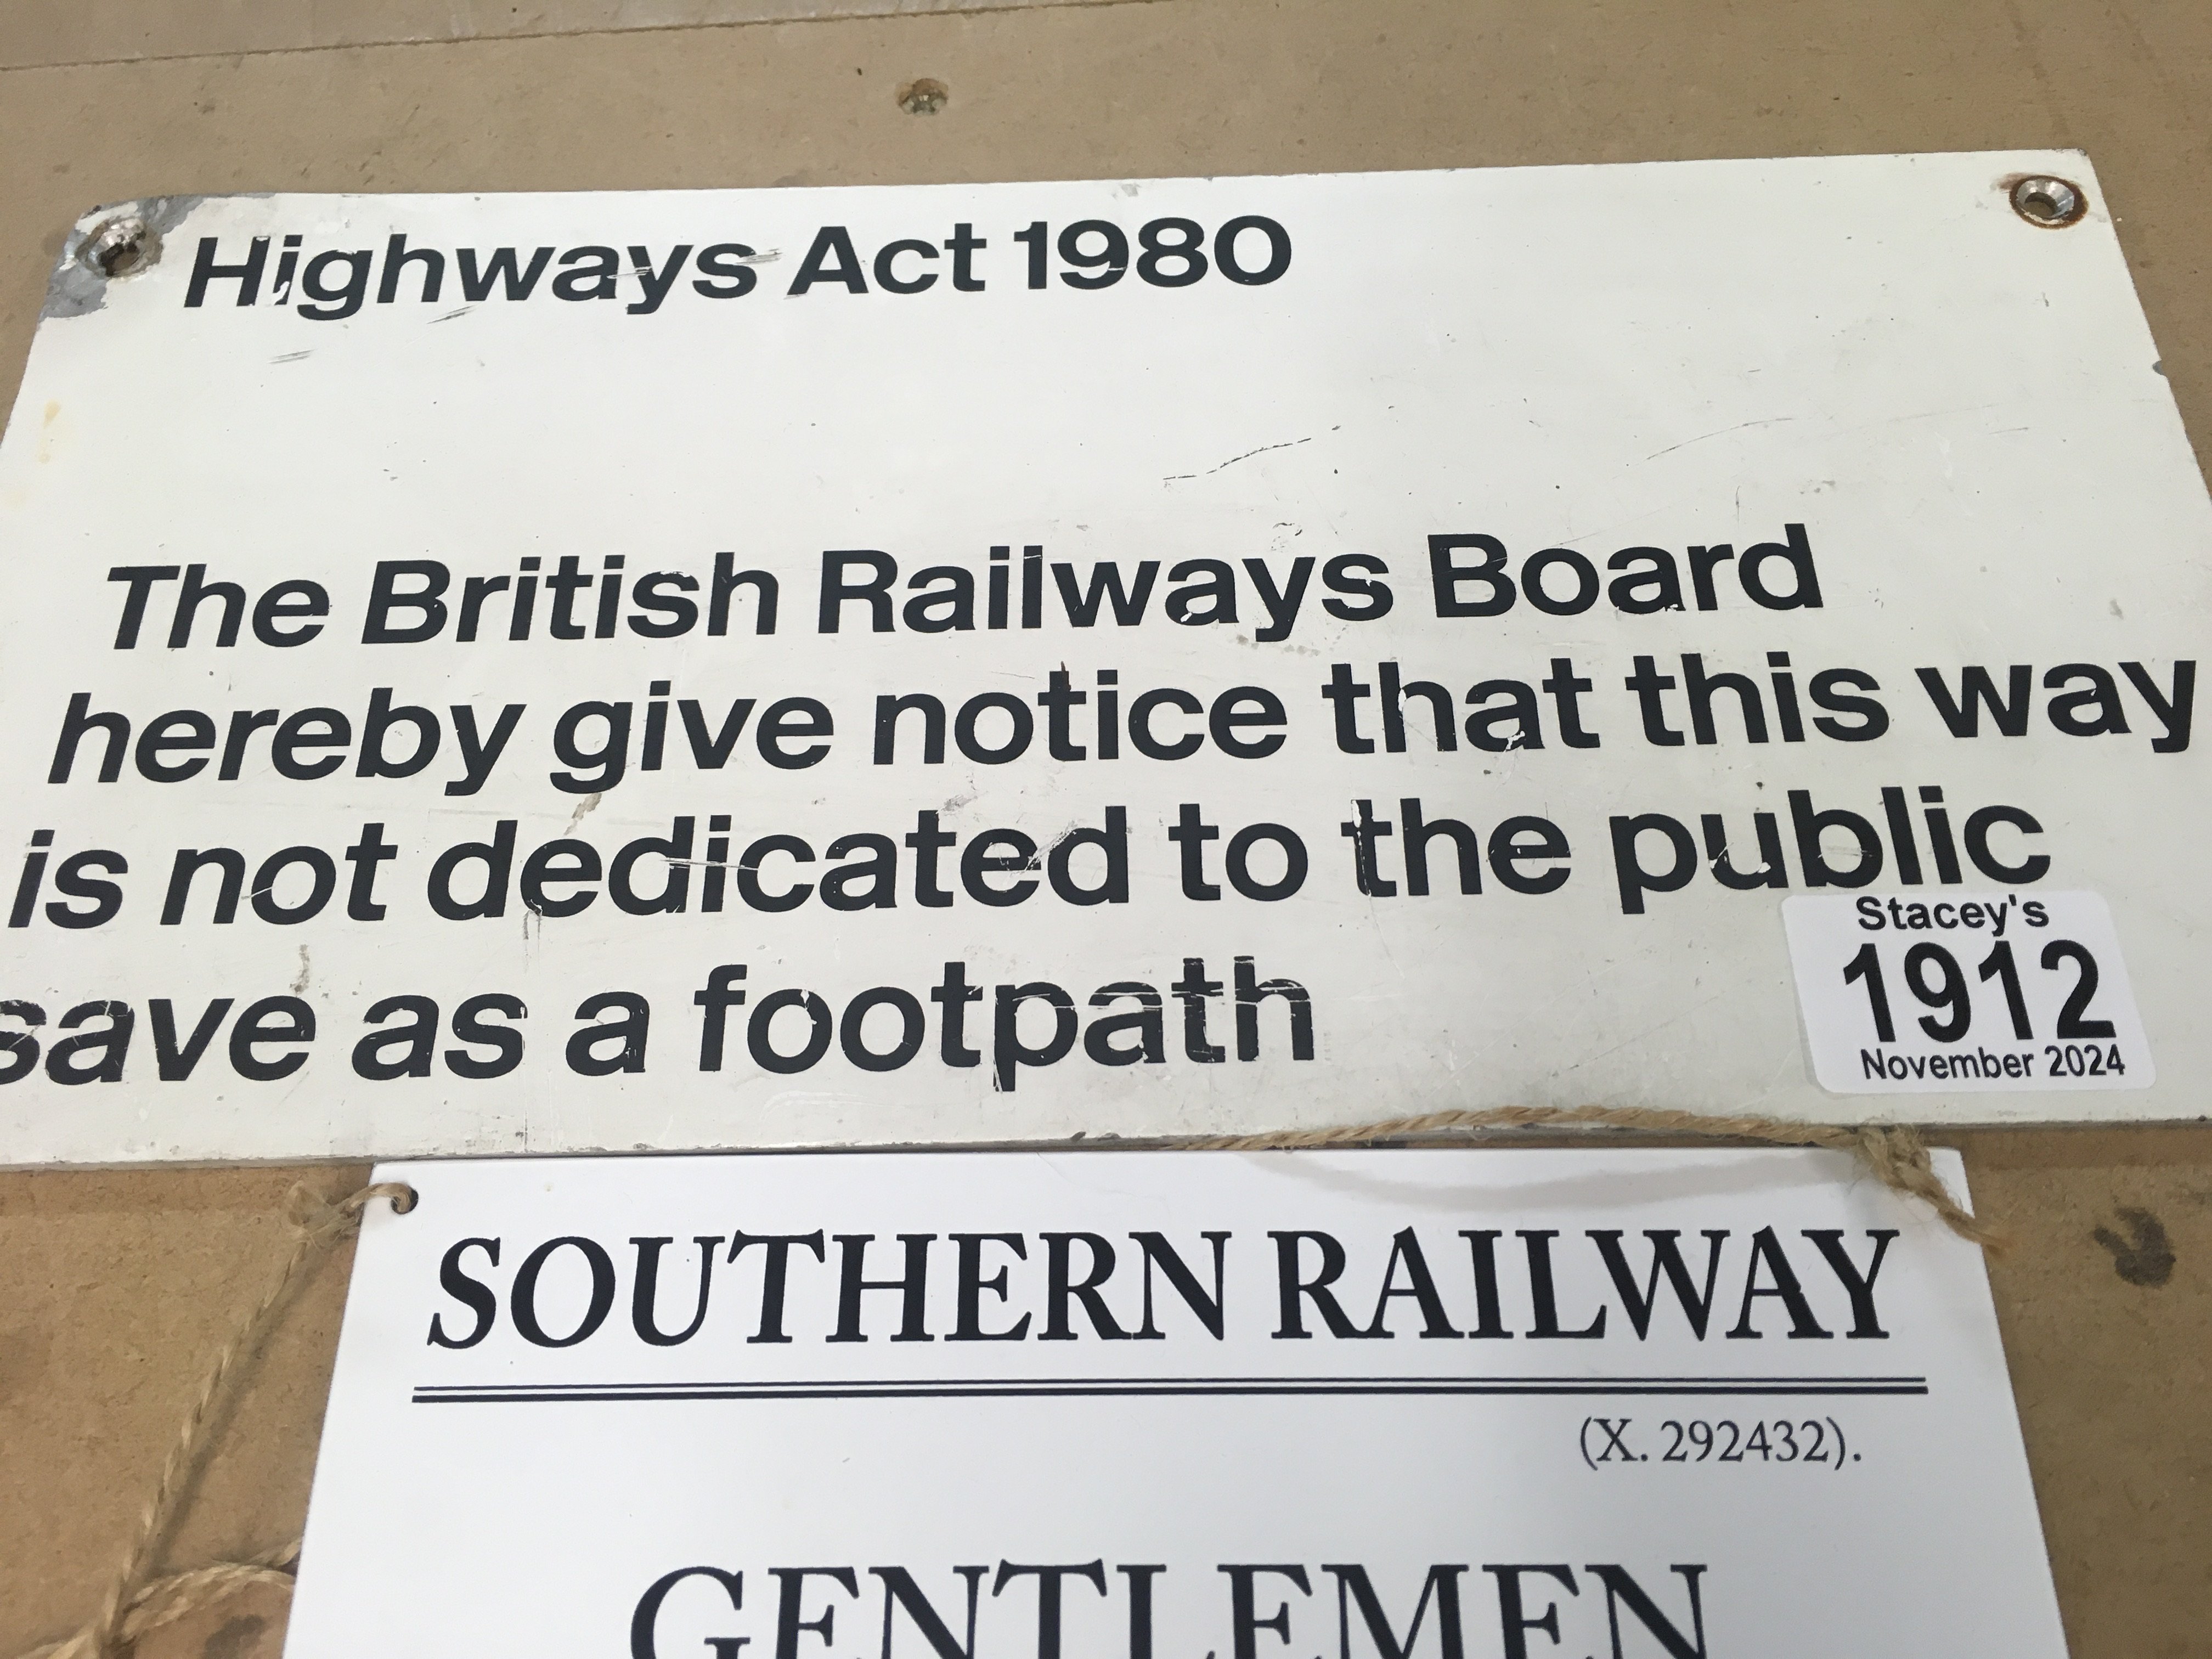 Highways Act 1980
The British Railways Board
hereby give notice that this way
is not dedicated to the public
save as a footpath
Stacey's
1912
November 2024
SOUTHERN RAILWAY
(X. 292432).
GENTLEMEN